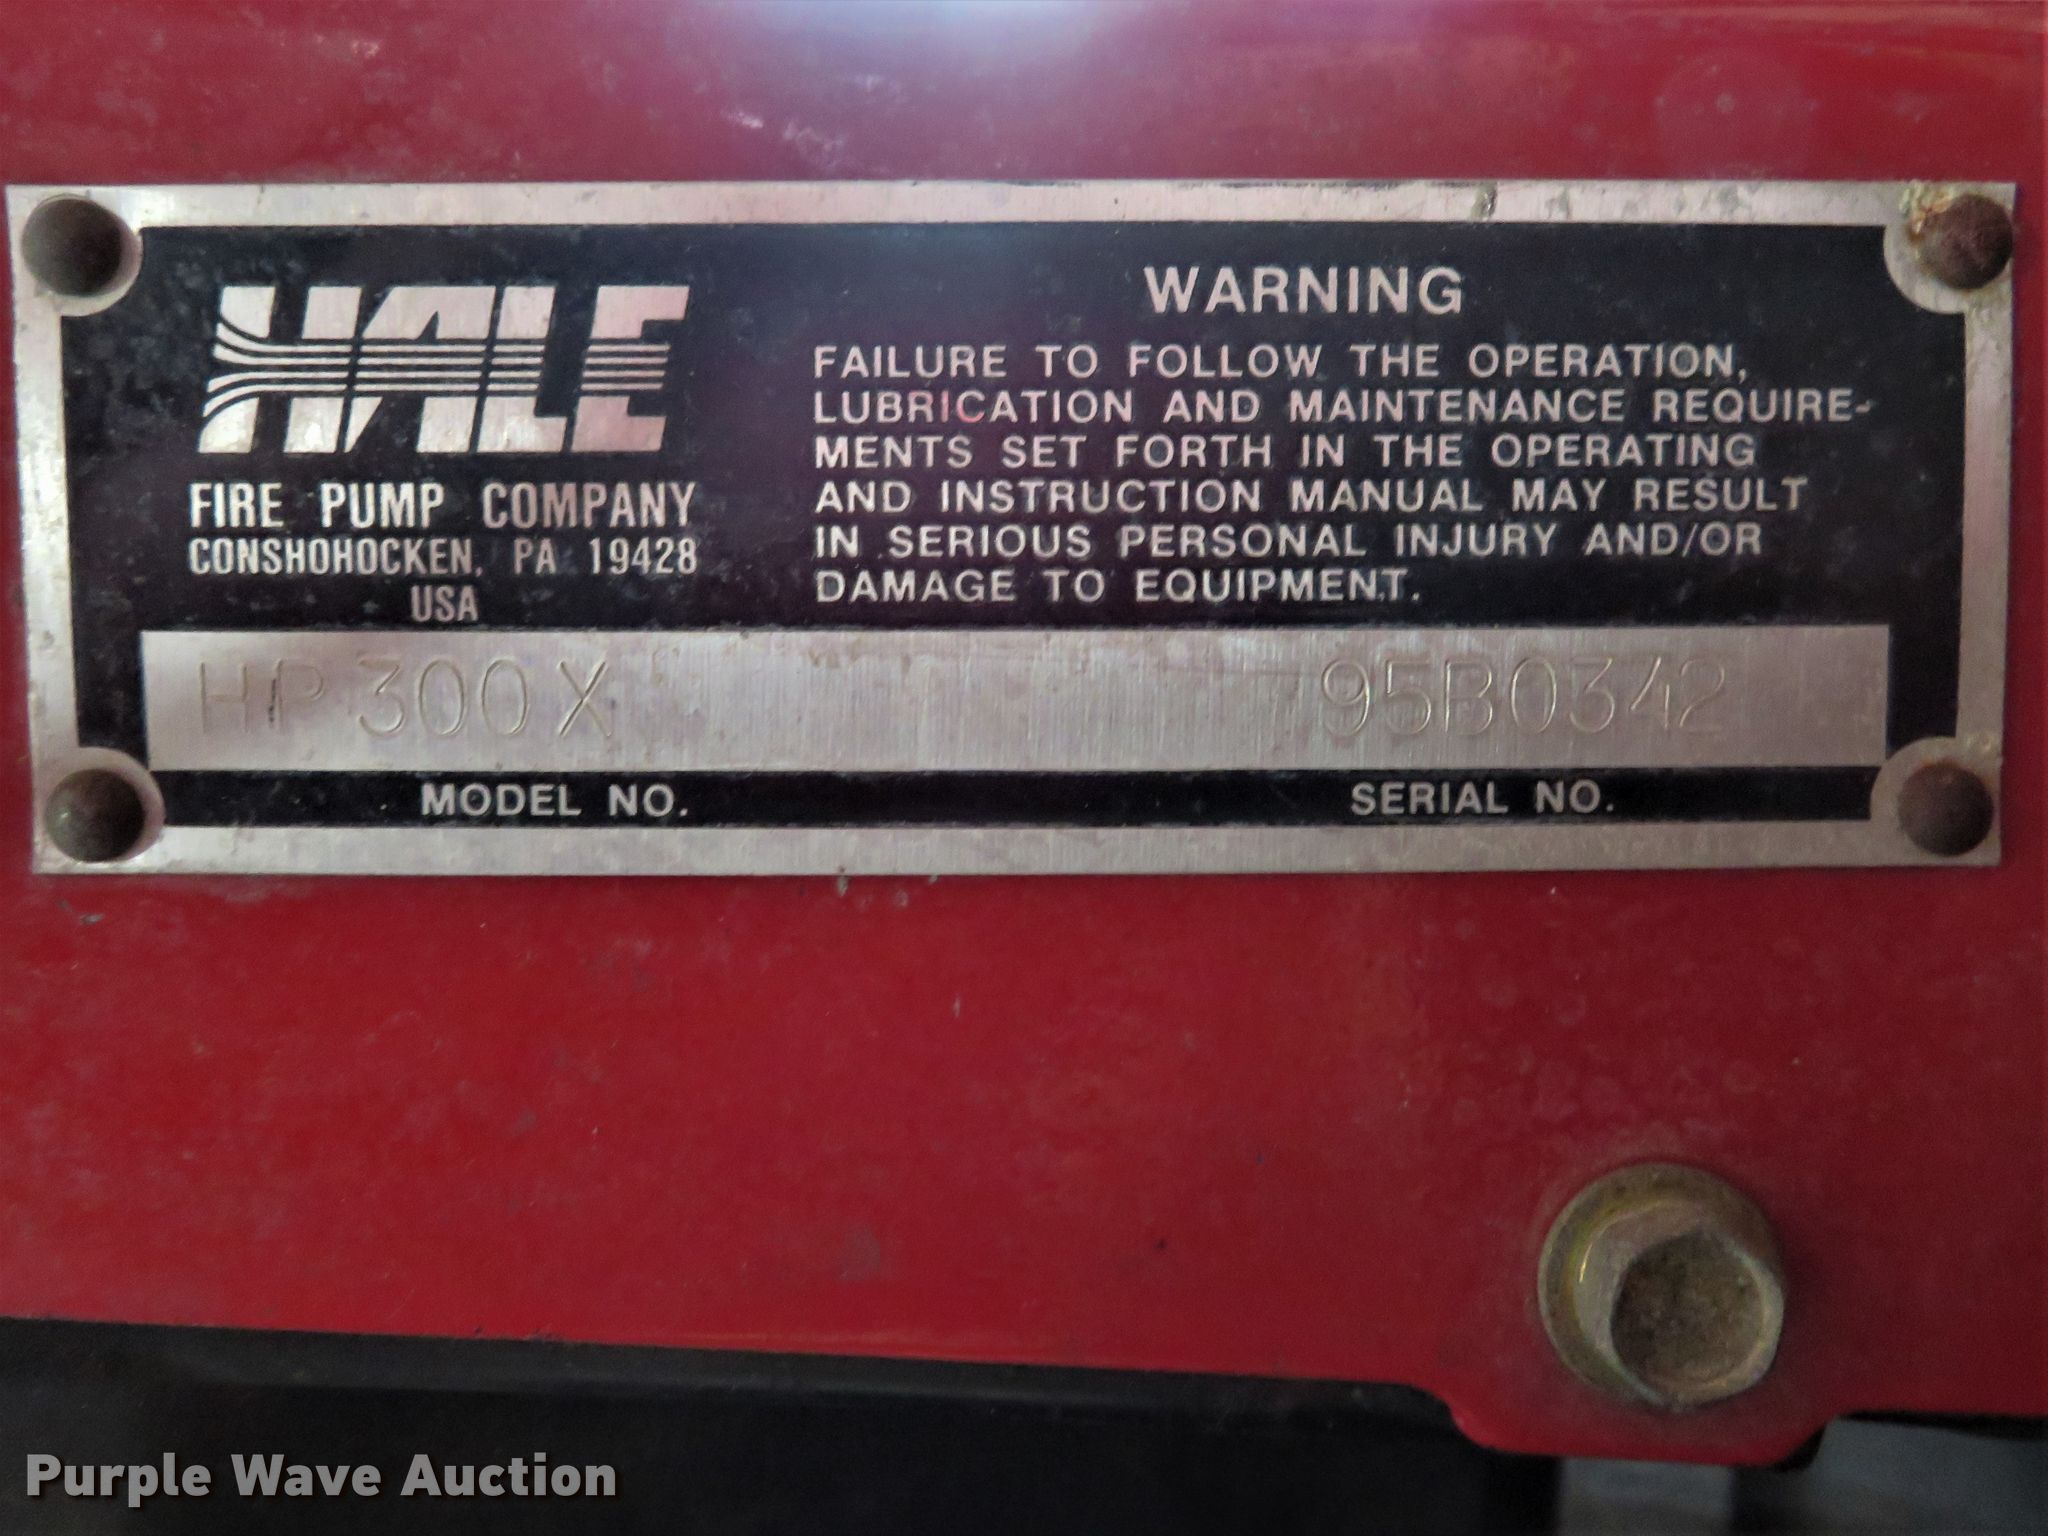 HALE
FIRE PUMP COMPANY
CONSHOHOCKEN, PA 19428
USA
WARNING
FAILURE TO FOLLOW THE OPERATION,
LUBRICATION AND MAINTENANCE REQUIRE-
MENTS SET FORTH IN THE OPERATING
AND INSTRUCTION MANUAL MAY RESULT
IN SERIOUS PERSONAL INJURY AND/OR
DAMAGE TO EQUIPMENT.
HP 300X 95B0342
MODEL NO. SERIAL NO.
Purple Wave Auction